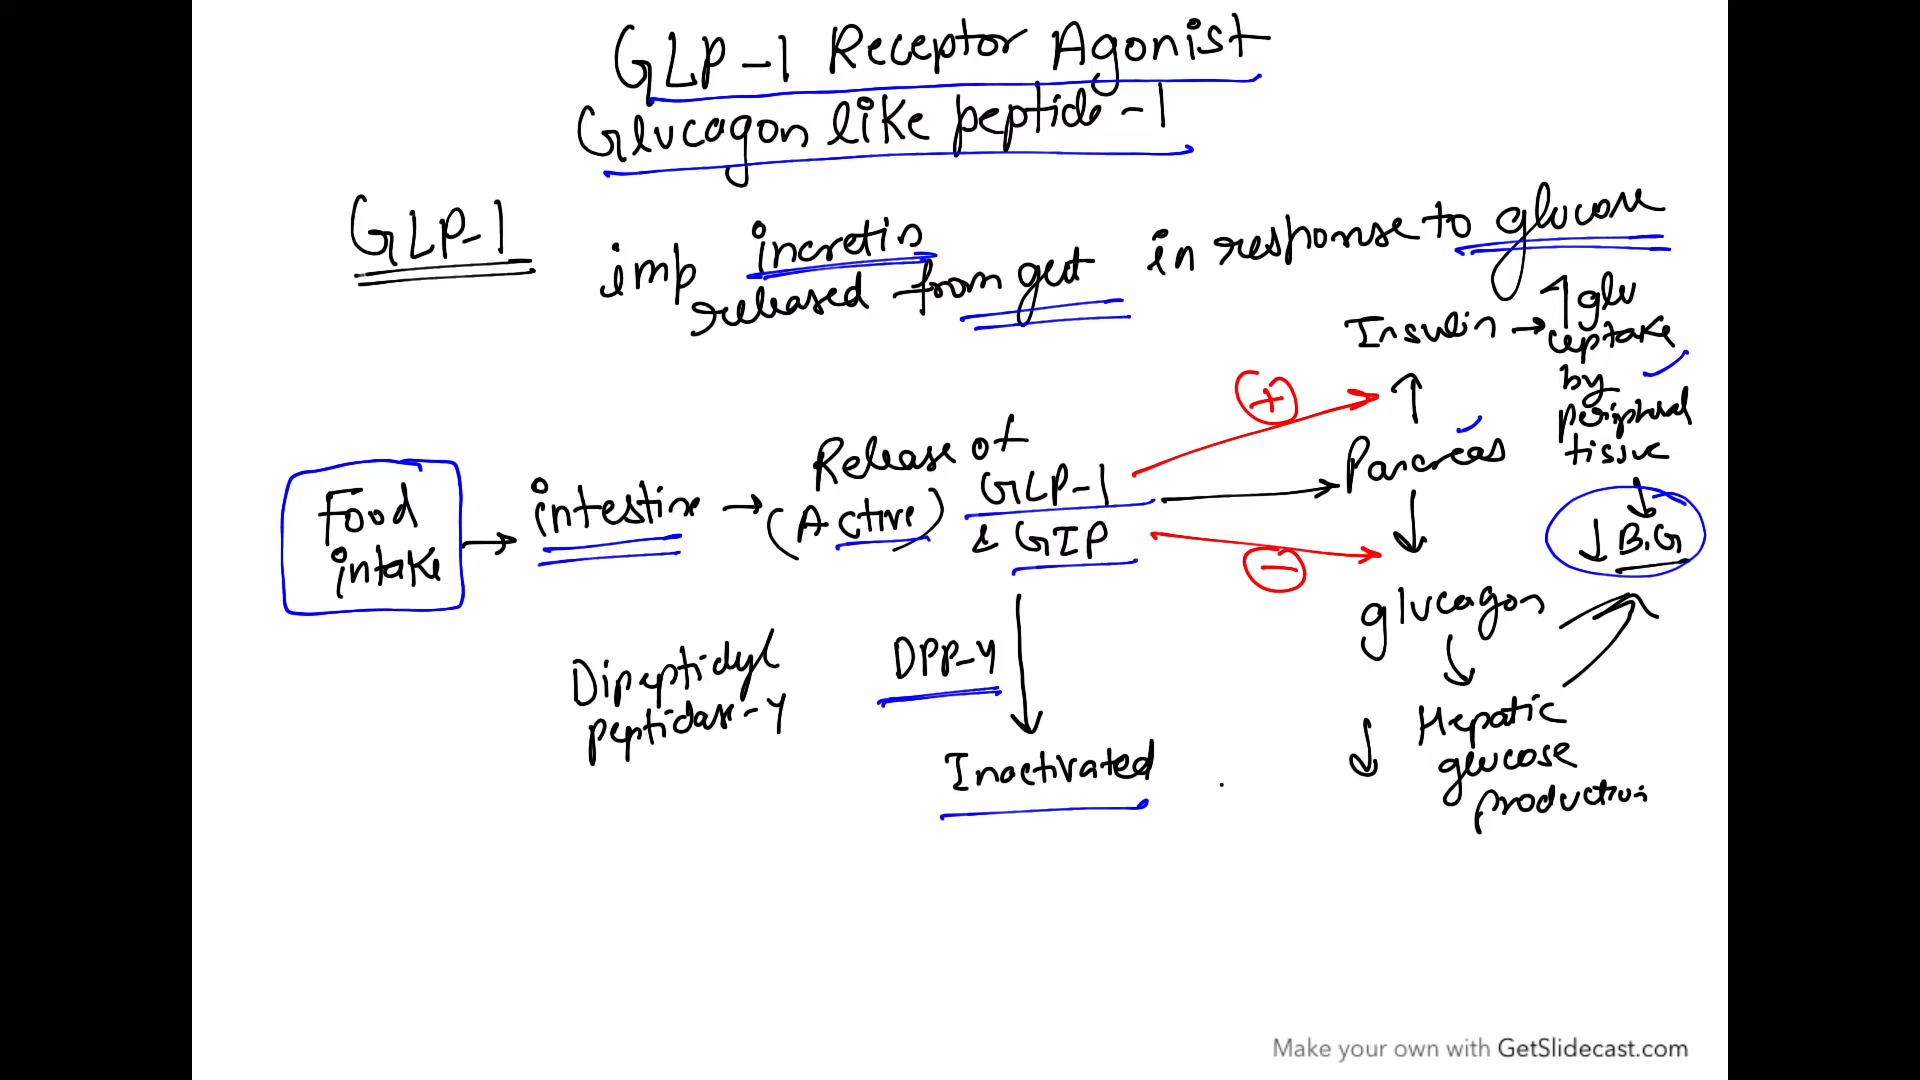 GLP-1 Receptor Agonist
Glucagon like peptide-1
GLP-1
imp incretin
released from gut
in response to glucose
Food
intake
intestine
Release of
(Active)
GLP-1
& GIP
Insulin
↑ glu
uptake
by
peripheral
tissue
Pancreas
↓ B.G
glucagon
↓ Hepatic
glucose
production
DPP-4
Dipeptidyl
peptidase-4
Inactivated
Make your own with GetSlidecast.com